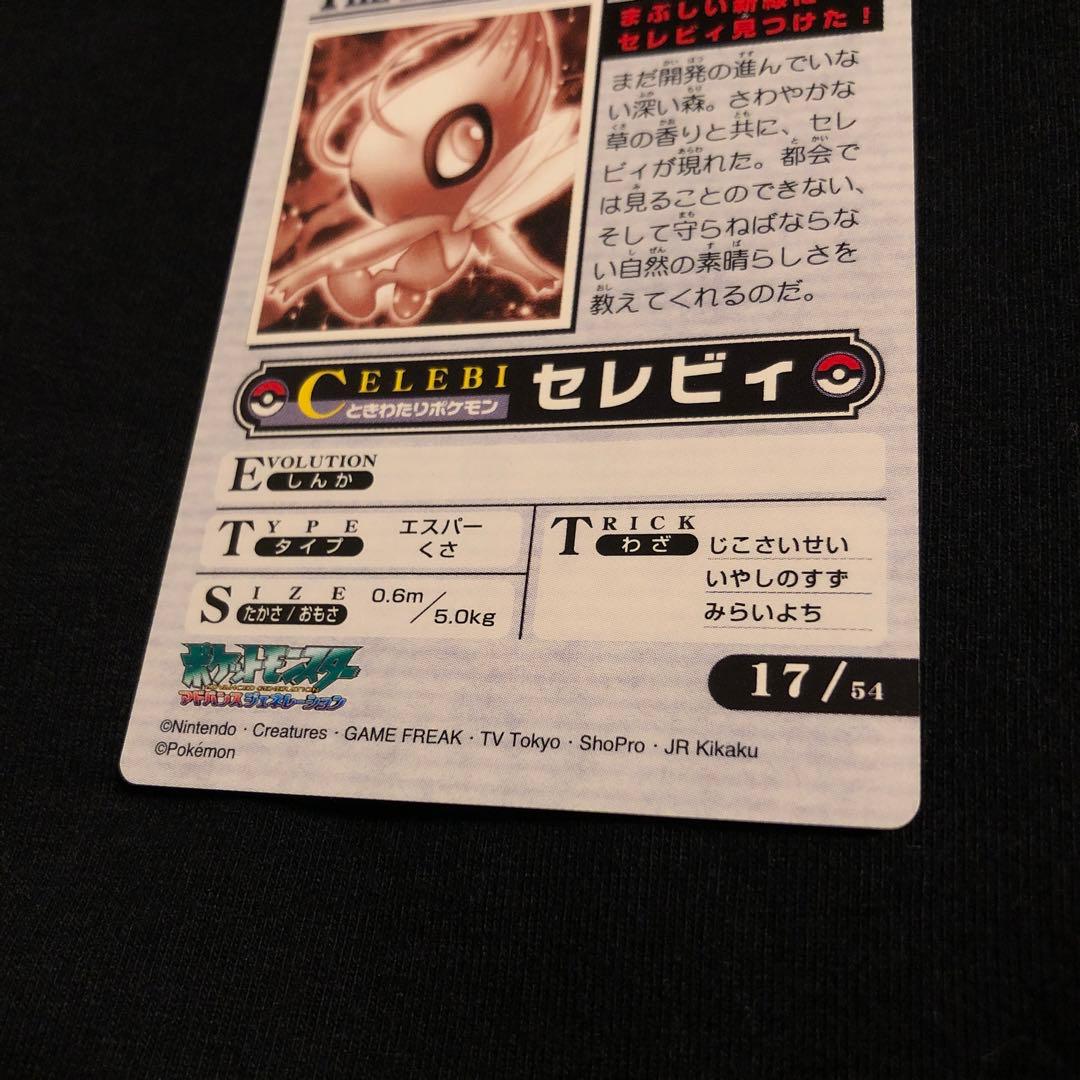 THE
まぶしい新緑に
セレビィ見つけた！
まだ開発の進んでいな
い深い森。さわやかな
草の香りと共に、セレ
ビィが現れた。都会で
は見ることのできない、
そして守らねばならな
い自然の素晴らしさを
教えてくれるのだ。
CELEBI
ときわたりポケモン
セレビィ
EVOLUTION
しんか
TYPE
タイプ
エスパー
くさ
SIZE
たかさ / おもさ
0.6m／5.0kg
TRICK
わざ
じこさいせい
いやしのすず
みらいよち
ポケットモンスター
アドバンスジェネレーション
17/54
©Nintendo・Creatures・GAME FREAK・TV Tokyo・ShoPro・JR Kikaku
©Pokémon